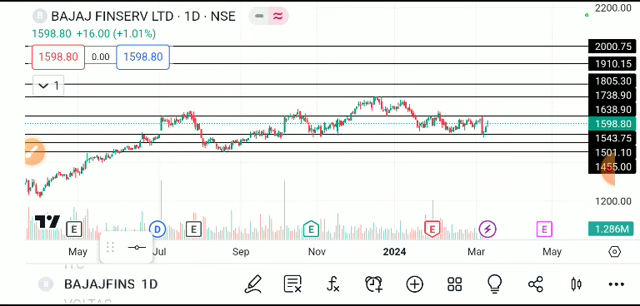 B BAJAJ FINSERV LTD · 1D · NSE
1598.80 +16.00 (+1.01%)
1598.80 0.00 1598.80
1
2200.00
2000.75
1910.15
1805.30
1738.90
1638.90
1598.80
1543.75
1501.10
1455.00
1200.00
1.286M
E D E E E E
May Jul Sep Nov 2024 Mar May
BAJAJFINS 1D
VOLTAS